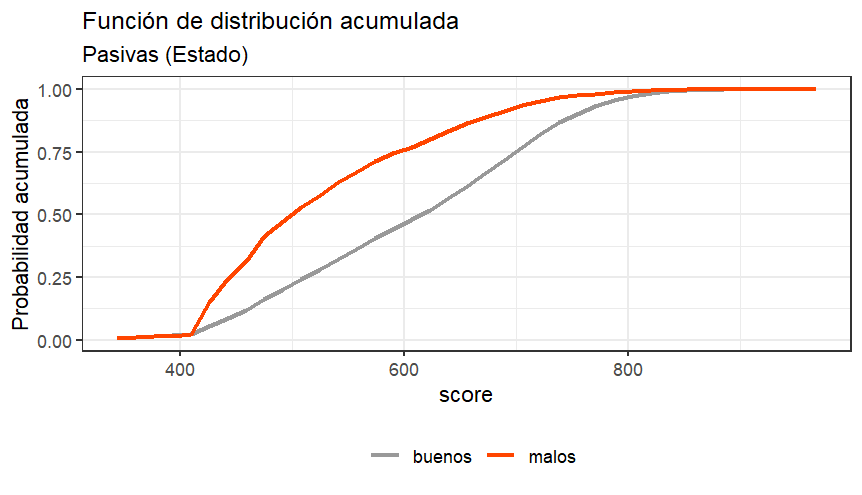 Función de distribución acumulada
Pasivas (Estado)
Probabilidad acumulada
1.00
0.75
0.50
0.25
0.00
400
600
800
score
buenos
malos